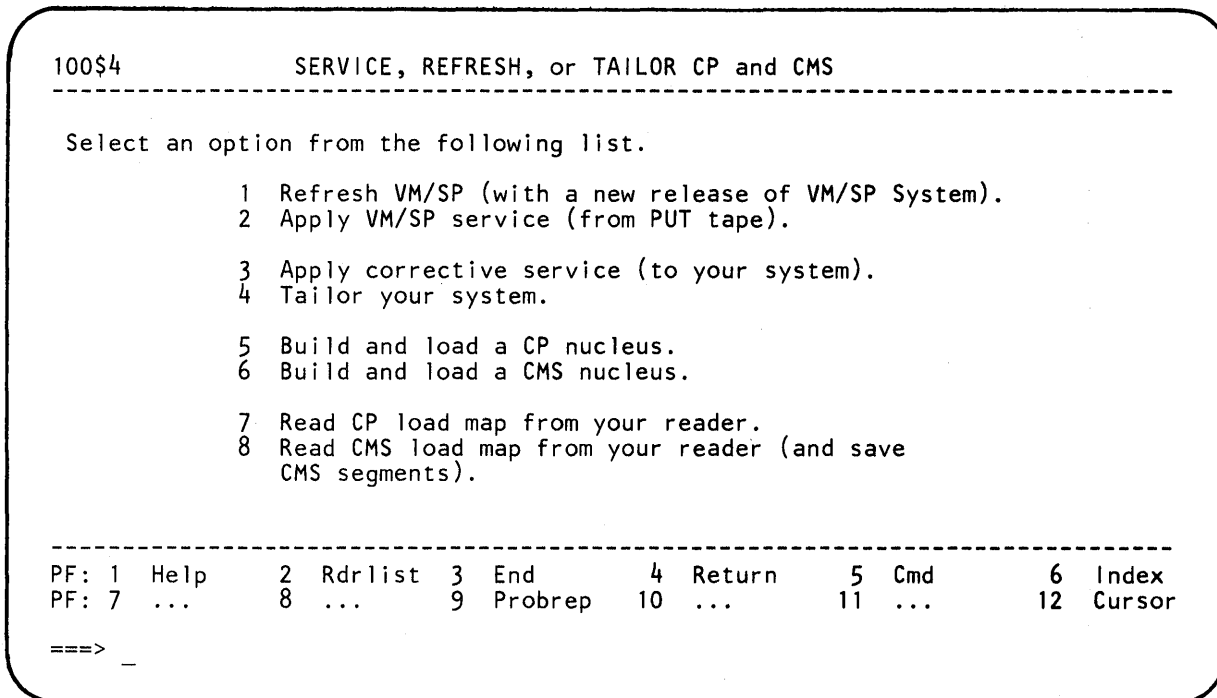 100$4 SERVICE, REFRESH, or TAILOR CP and CMS
Select an option from the following list.
1 Refresh VM/SP (with a new release of VM/SP System).
2 Apply VM/SP service (from PUT tape).
3 Apply corrective service (to your system).
4 Tailor your system.
5 Build and load a CP nucleus.
6 Build and load a CMS nucleus.
7 Read CP load map from your reader.
8 Read CMS load map from your reader (and save
CMS segments).
PF: 1 Help 2 Rdrlist 3 End 4 Return 5 Cmd 6 Index
PF: 7 ... 8 ... 9 Probrep 10 ... 11 ... 12 Cursor
===> _